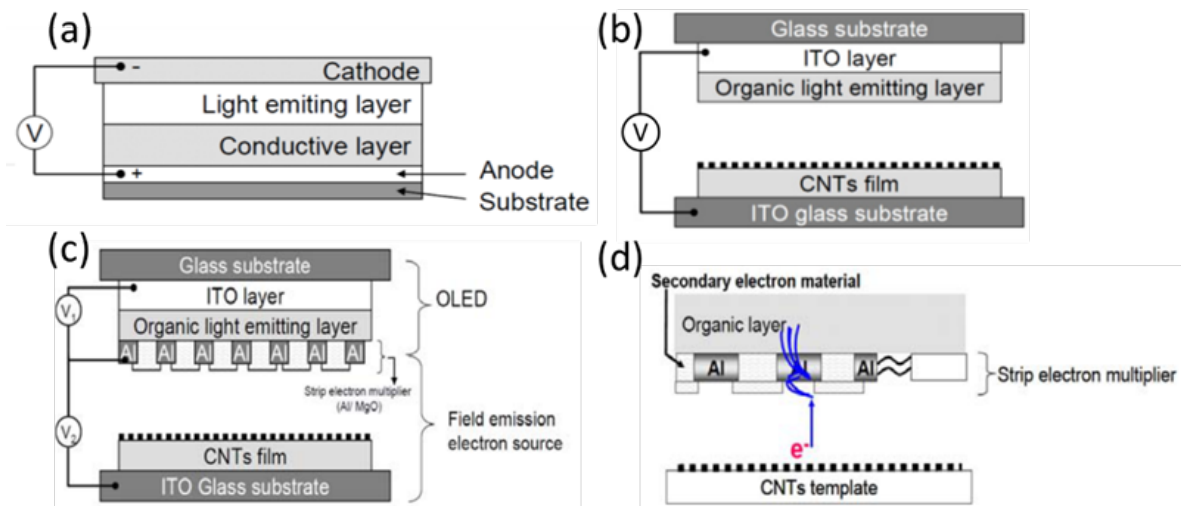 (a)
-
Cathode
Light emiting layer
V
Conductive layer
+
Anode
Substrate
(b)
Glass substrate
ITO layer
Organic light emitting layer
V
CNTs film
ITO glass substrate
(c)
Glass substrate
ITO layer
V1
OLED
Organic light emitting layer
Al Al Al Al Al Al Al
Strip electron multiplier
(Al/ MgO)
V2
Field emission
electron source
CNTs film
ITO Glass substrate
(d)
Secondary electron material
Organic layer
Al Al Al
Strip electron multiplier
e-
CNTs template